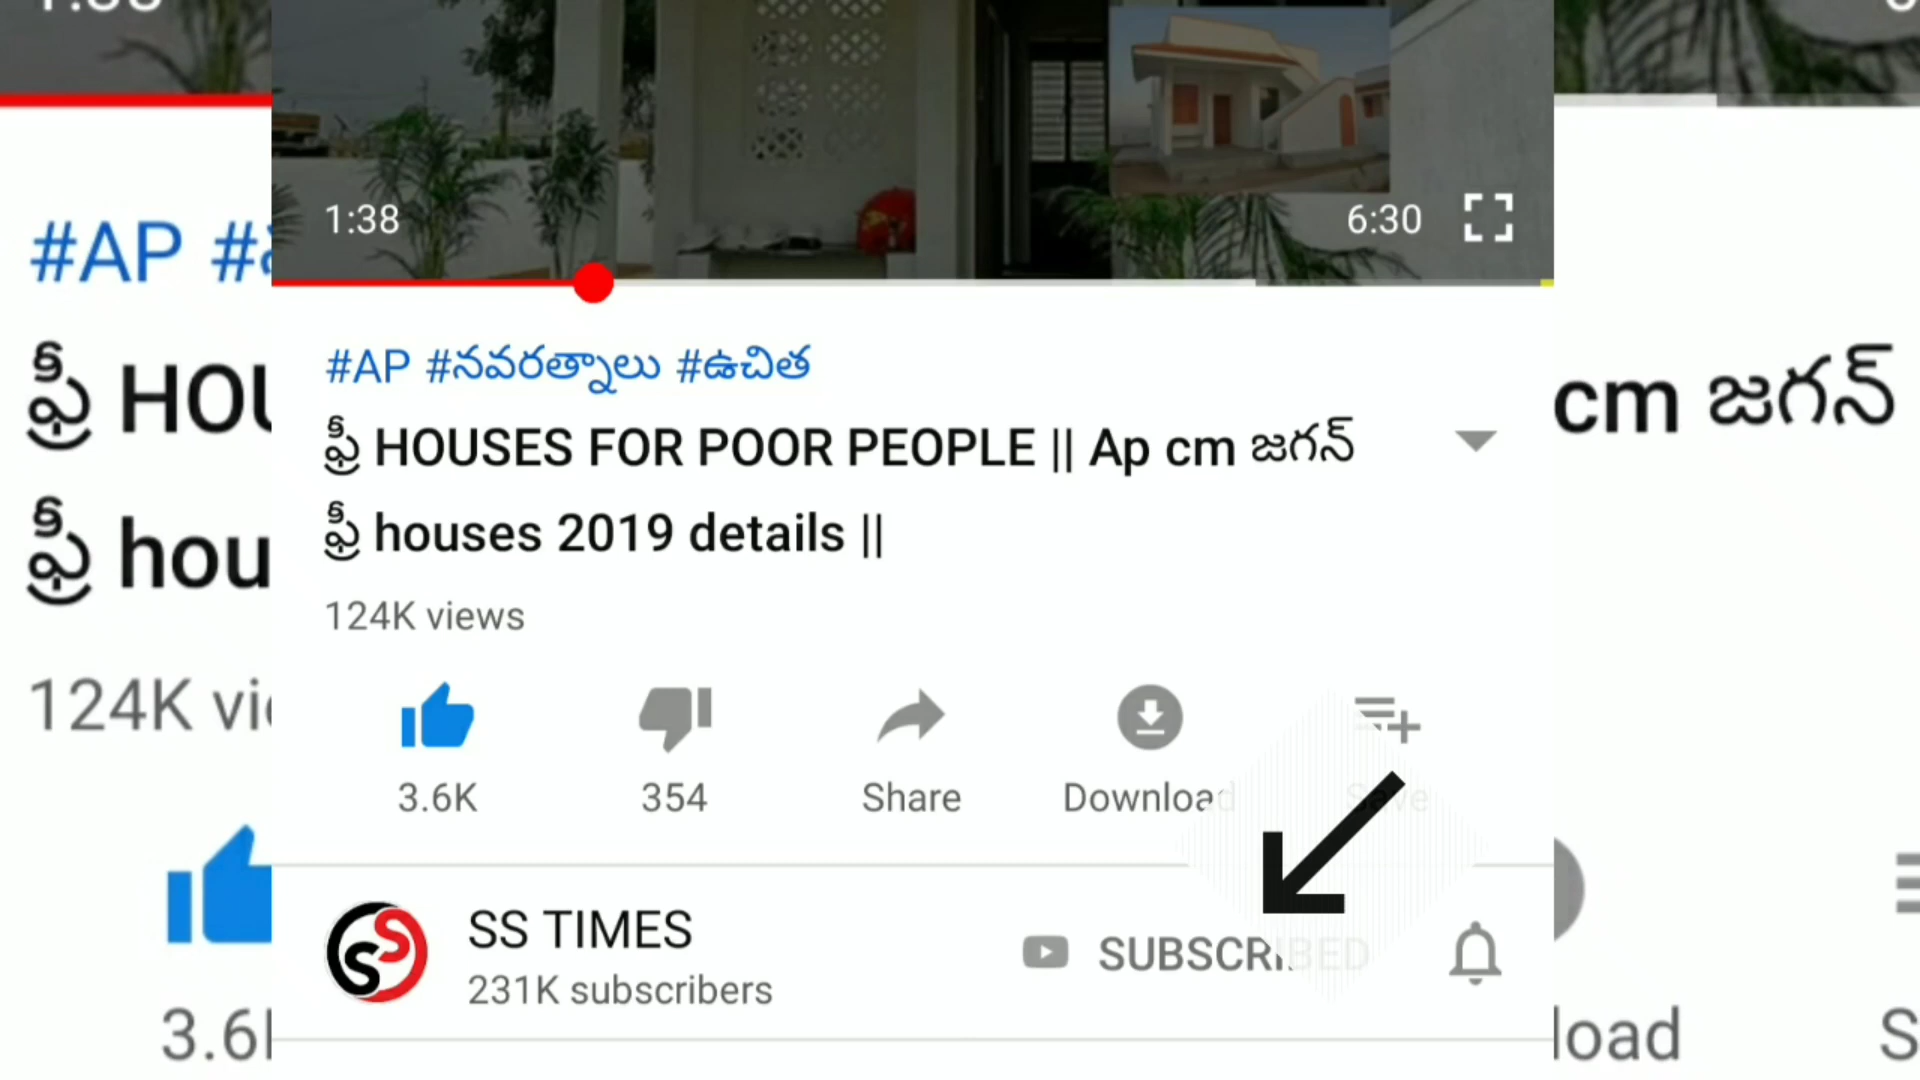 1:38
6:30
#AP #నవరత్నాలు #ఉచిత
ఫ్రీ HOUSES FOR POOR PEOPLE || Ap cm జగన్
ఫ్రీ houses 2019 details ||
124K views
3.6K 354 Share Download Save
SS TIMES
231K subscribers
SUBSCRIBED
#AP
ఫ్రీ HOU
cm జగన్
ఫ్రీ hou
124K vi
3.6
load
S